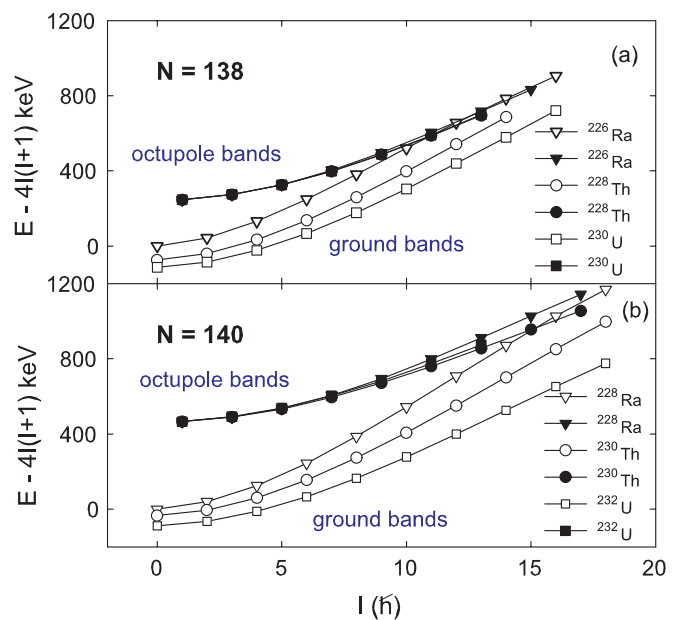 1200
(a)
N = 138
800
octupole bands
²²⁶Ra
²²⁶Ra
400
²²⁸Th
²²⁸Th
ground bands
²³⁰U
0
²³⁰U
E - 4I(I+1) keV
1200
(b)
N = 140
800
octupole bands
²²⁸Ra
²²⁸Ra
400
²³⁰Th
²³⁰Th
²³²U
0
ground bands
²³²U
E - 4I(I+1) keV
0 5 10 15 20
I (ħ)